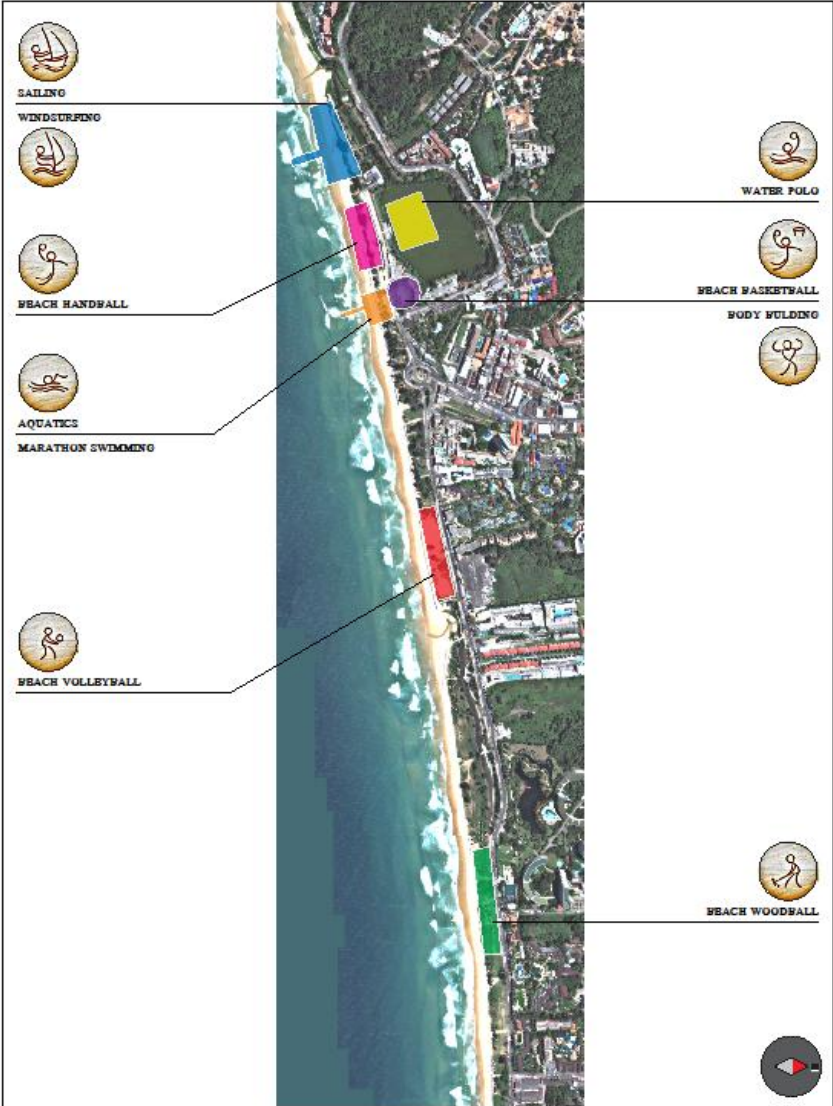 SAILING
WINDSURFING
BEACH HANDBALL
AQUATICS
MARATHON SWIMMING
BEACH VOLLEYBALL
WATER POLO
BEACH BASKETBALL
BODY BULDING
BEACH WOODBALL